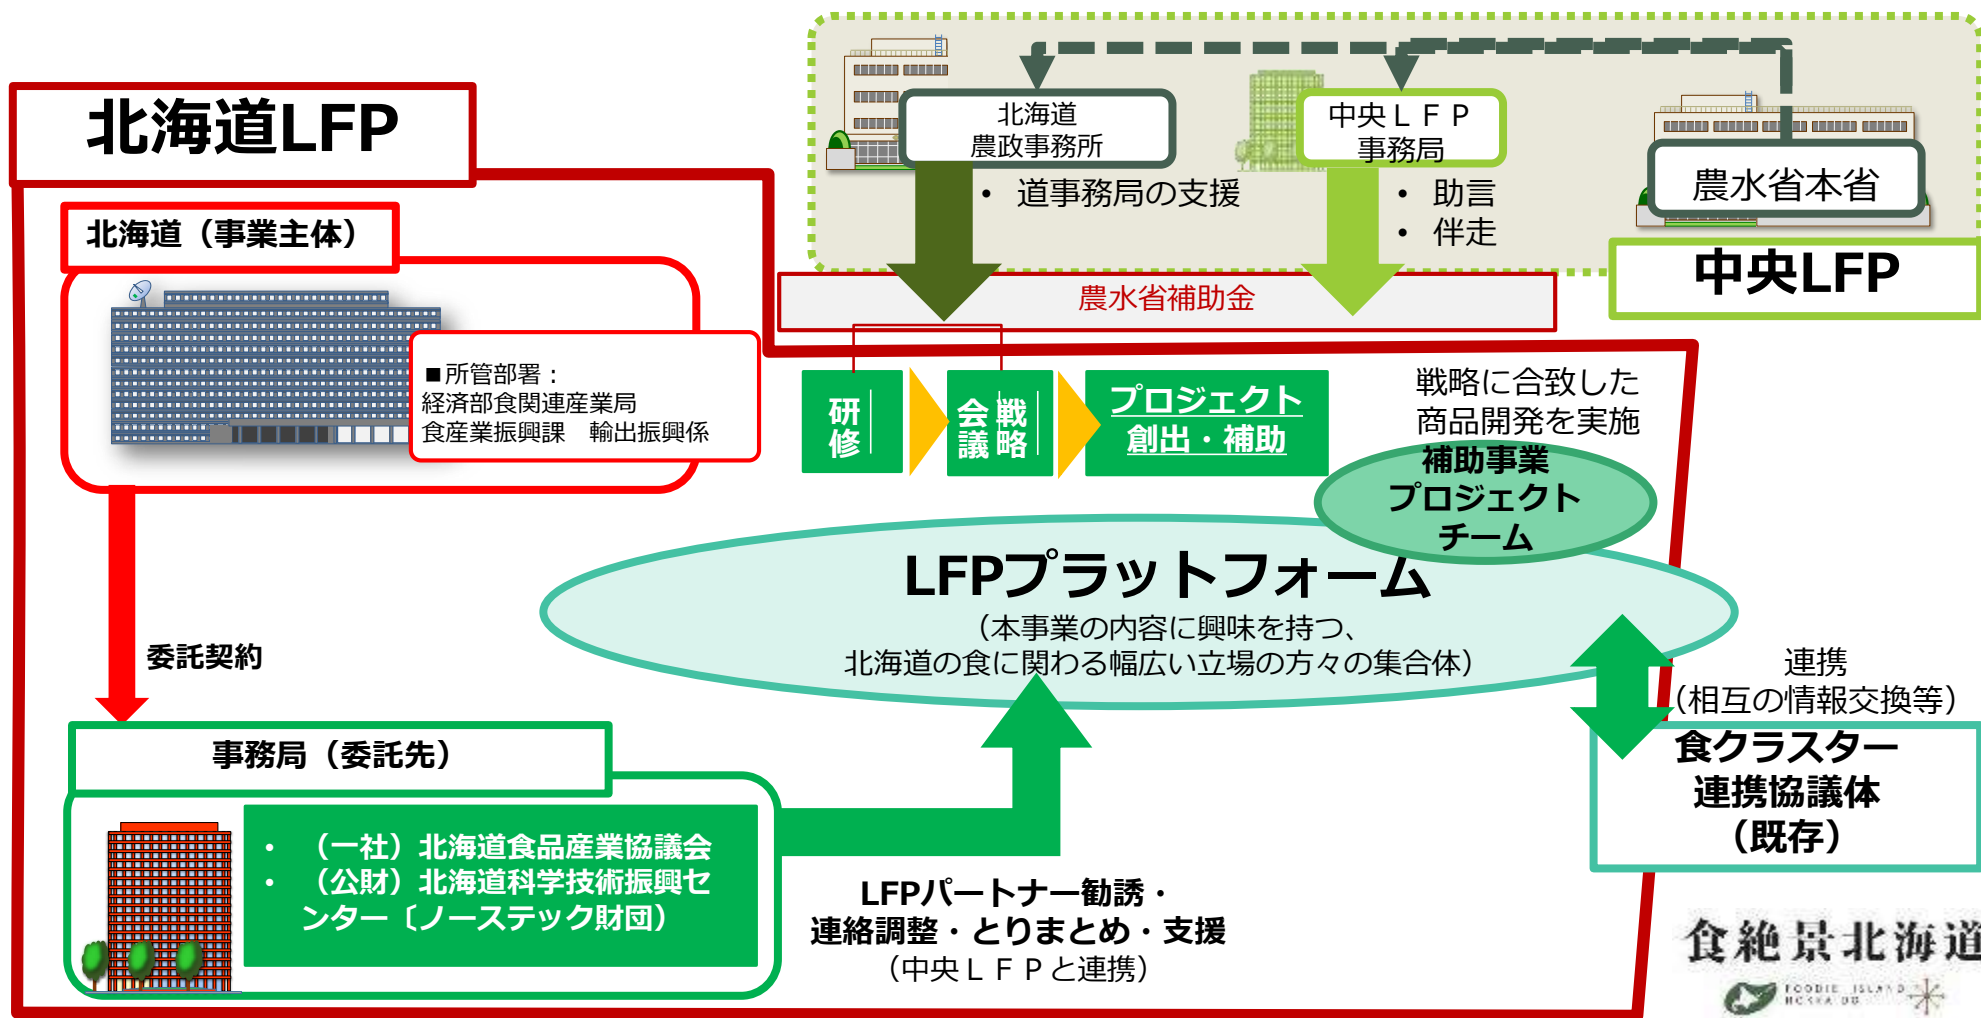 北海道LFP
北海道（事業主体）
■所管部署：
経済部食関連産業局
食産業振興課　輸出振興係
委託契約
事務局（委託先）
・ （一社）北海道食品産業協議会
・ （公財）北海道科学技術振興セ
ンター〔ノーステック財団）
北海道
農政事務所
・ 道事務局の支援
中央ＬＦＰ
事務局
・ 助言
・ 伴走
農水省本省
中央LFP
農水省補助金
研修
戦略
会議
プロジェクト
創出・補助
戦略に合致した
商品開発を実施
補助事業
プロジェクト
チーム
LFPプラットフォーム
（本事業の内容に興味を持つ、
北海道の食に関わる幅広い立場の方々の集合体）
連携
（相互の情報交換等）
食クラスター
連携協議体
（既存）
LFPパートナー勧誘・
連絡調整・とりまとめ・支援
（中央ＬＦＰと連携）
食絶景北海道
FOODIE ISLAND
HOKKAIDO